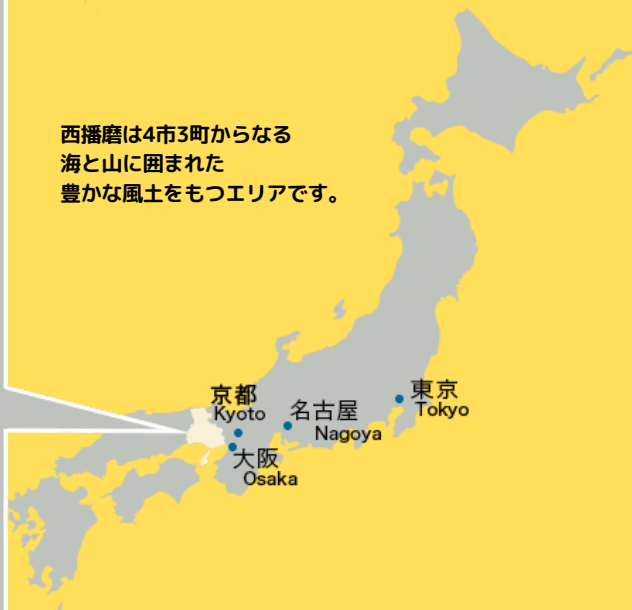 西播磨は4市3町からなる
海と山に囲まれた
豊かな風土をもつエリアです。
京都
Kyoto
名古屋
Nagoya
東京
Tokyo
大阪
Osaka